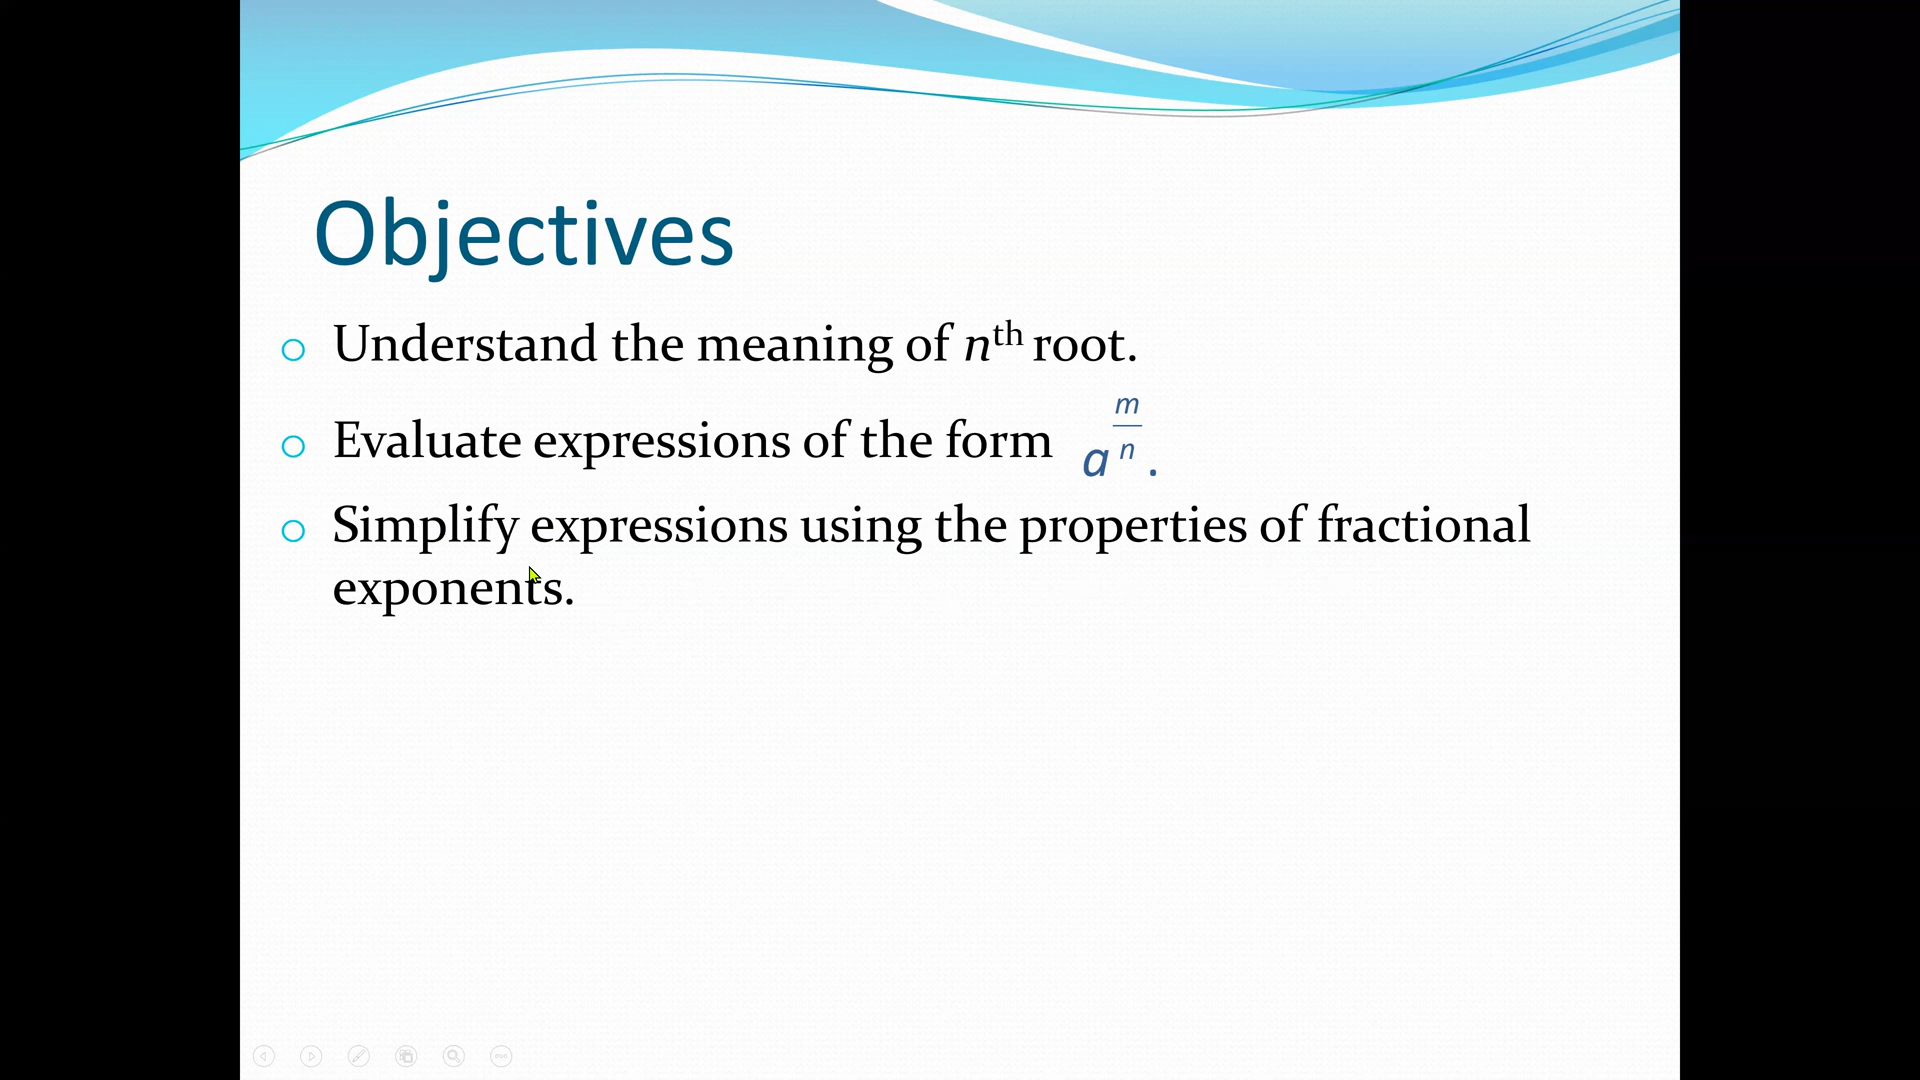 Objectives
Understand the meaning of nth root.
Evaluate expressions of the form a^(m/n).
Simplify expressions using the properties of fractional
exponents.